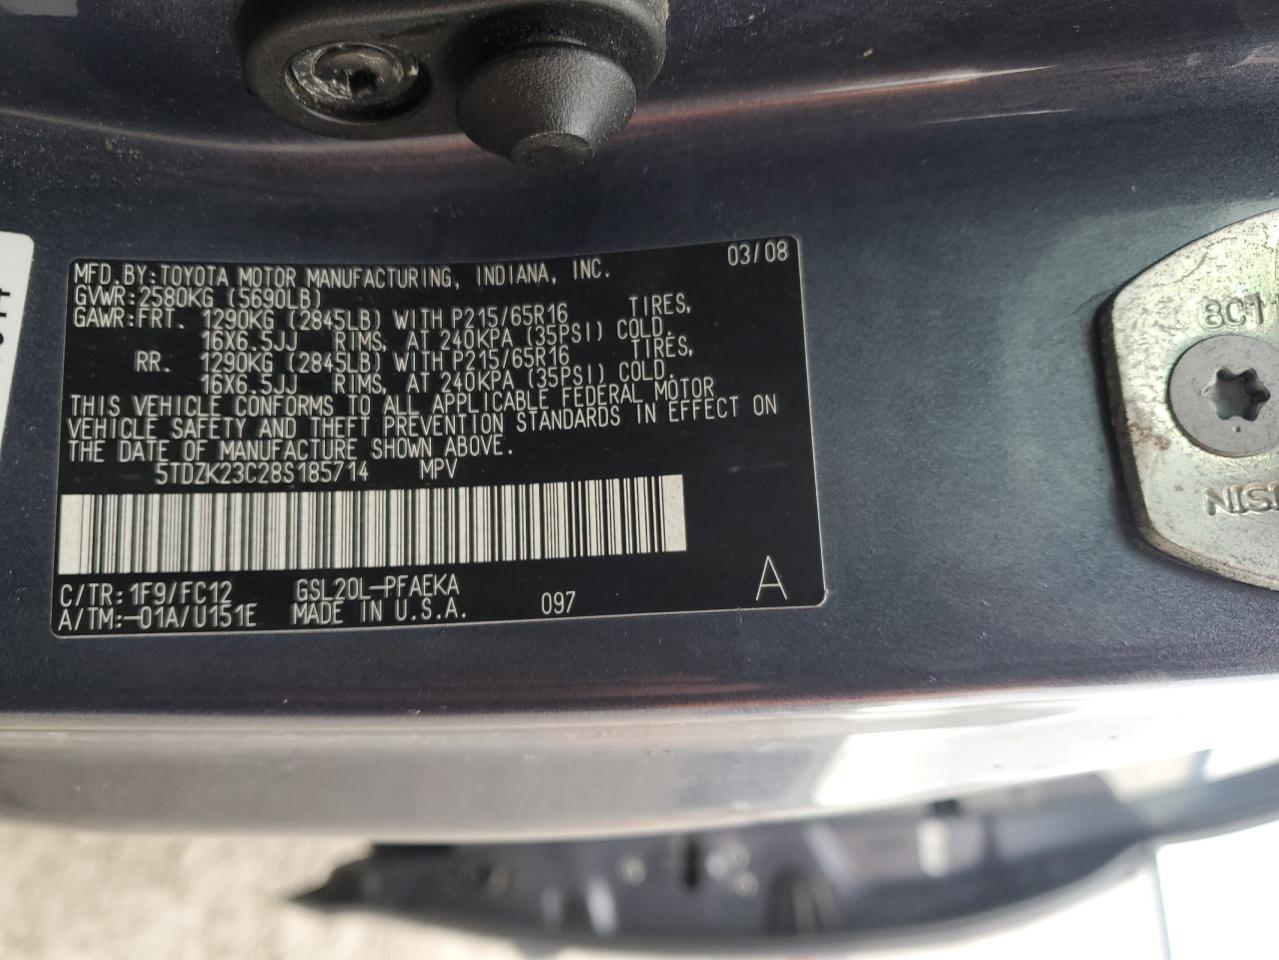 MFD.BY:TOYOTA MOTOR MANUFACTURING, INDIANA, INC. 03/08
GVWR:2580KG (5690LB)
GAWR:FRT. 1290KG (2845LB) WITH P215/65R16 TIRES,
16X6.5JJ RIMS, AT 240KPA (35PSI) COLD.
RR. 1290KG (2845LB) WITH P215/65R16 TIRES,
16X6.5JJ RIMS, AT 240KPA (35PSI) COLD.
THIS VEHICLE CONFORMS TO ALL APPLICABLE FEDERAL MOTOR
VEHICLE SAFETY AND THEFT PREVENTION STANDARDS IN EFFECT ON
THE DATE OF MANUFACTURE SHOWN ABOVE.
5TDZK23C28S185714 MPV
C/TR:1F9/FC12 GSL20L-PFAEKA
A/TM:-01A/U151E MADE IN U.S.A. 097 A